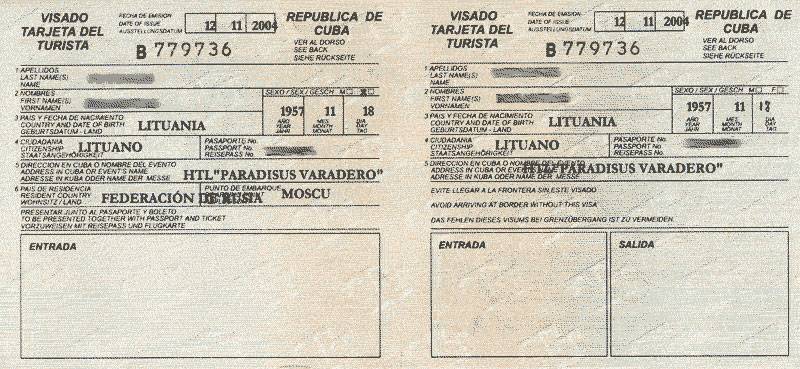 VISADO
TARJETA DEL
TURISTA
FECHA DE EMISION
DATE OF ISSUE
AUSSTELLUNGSDATUM
12 11 2004
B 779736
REPUBLICA DE
CUBA
VER AL DORSO
SEE BACK
SIEHE RÜCKSEITE
1 APELLIDOS
LAST NAME(S)
NAME
2 NOMBRES
FIRST NAME(S)
VORNAMEN
SEXO/SEX/GESCH M F
3 PAIS Y FECHA DE NACIMIENTO
COUNTRY AND DATE OF BIRTH
GEBURTSDATUM - LAND
LITUANIA
1957 11 18
AÑO MES DIA
YEAR MONTH DAY
JAHR MONAT TAG
4 CIUDADANIA
CITIZENSHIP
STAATSANGEHÖRIGKEIT
LITUANO
PASAPORTE No.
PASSPORT No.
REISEPASS No.
5 DIRECCION EN CUBA O NOMBRE DEL EVENTO
ADDRESS IN CUBA OR EVENT'S NAME
ADRESSE IN KUBA ODER NAME DER MESSE
HTL"PARADISUS VARADERO"
6 PAIS DE RESIDENCIA
RESIDENT COUNTRY
WOHNSITZ/LAND
FEDERACIÓN DE RUSIA
PUNTO DE EMBARQUE
MOSCU
PRESENTAR JUNTO AL PASAPORTE Y BOLETO
TO BE PRESENTED TOGETHER WITH PASSPORT AND TICKET
VORZUWEISEN MIT REISEPASS UND FLUGKARTE
ENTRADA
VISADO
TARJETA DEL
TURISTA
FECHA DE EMISION
DATE OF ISSUE
AUSSTELLUNGSDATUM
12 11 2004
B 779736
REPUBLICA DE
CUBA
VER AL DORSO
SEE BACK
SIEHE RÜCKSEITE
1 APELLIDOS
LAST NAME(S)
NAME
2 NOMBRES
FIRST NAME(S)
VORNAMEN
SEXO/SEX/GESCH M F
3 PAIS Y FECHA DE NACIMIENTO
COUNTRY AND DATE OF BIRTH
GEBURTSDATUM - LAND
LITUANIA
1957 11 18
AÑO MES DIA
YEAR MONTH DAY
JAHR MONAT TAG
4 CIUDADANIA
CITIZENSHIP
STAATSANGEHÖRIGKEIT
LITUANO
PASAPORTE No.
PASSPORT No.
REISEPASS No.
5 DIRECCION EN CUBA O NOMBRE DEL EVENTO
ADDRESS IN CUBA OR EVENT'S NAME
ADRESSE IN KUBA ODER NAME DER MESSE
HTL"PARADISUS VARADERO"
EVITE LLEGAR A LA FRONTERA SIN ESTE VISADO
AVOID ARRIVING AT BORDER WITHOUT THIS VISA
DAS FEHLEN DIESES VISUMS BEI GRENZÜBERGANG IST ZU VERMEIDEN.
ENTRADA
SALIDA